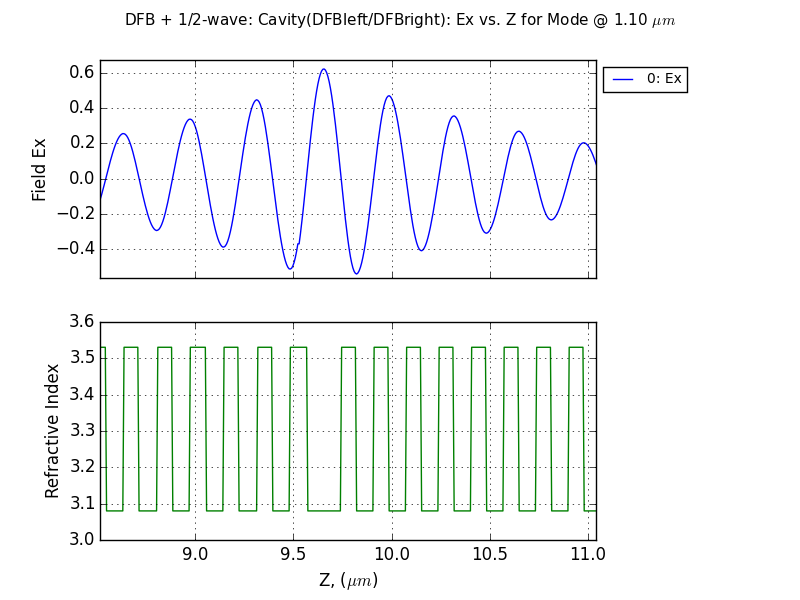 DFB + 1/2-wave: Cavity(DFBleft/DFBright): Ex vs. Z for Mode @ 1.10 μm
0.6
0.4
0.2
0.0
−0.2
−0.4
Field Ex
0: Ex
3.6
3.5
3.4
3.3
3.2
3.1
3.0
Refractive Index
9.0 9.5 10.0 10.5 11.0
Z, (μm)